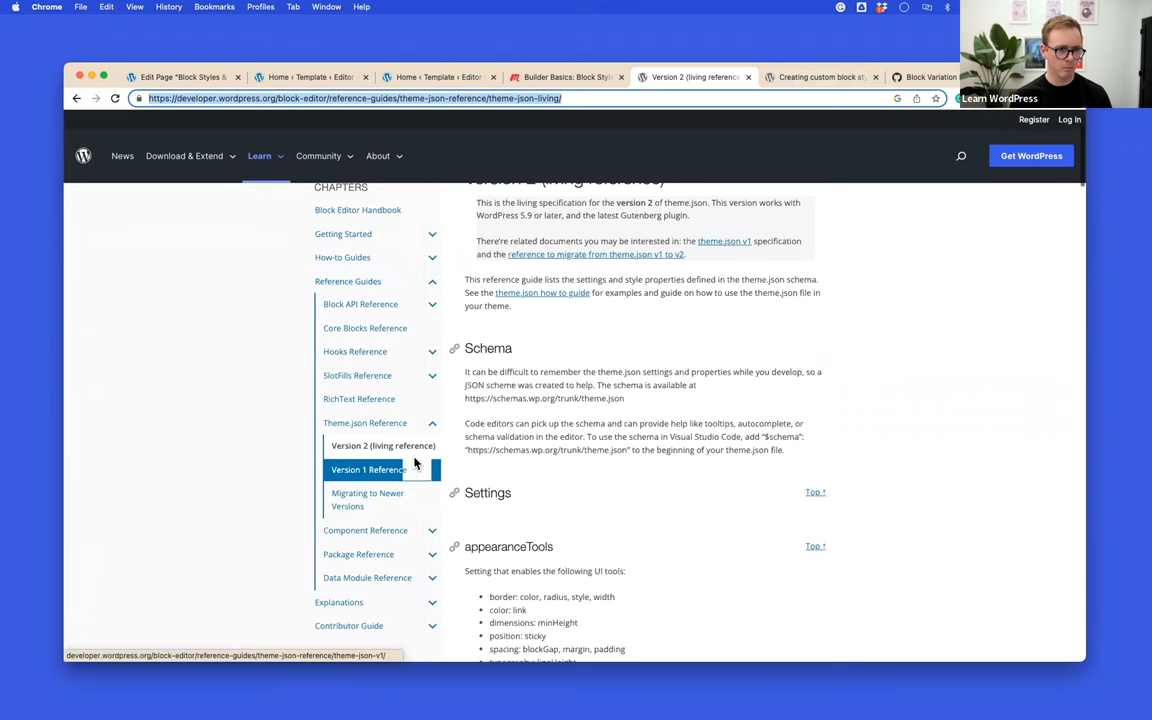 Chrome File Edit View History Bookmarks Profiles Tab Window Help
Edit Page "Block Styles &
Home ‹ Template ‹ Editor
Home ‹ Template ‹ Editor
Builder Basics: Block Style
Version 2 (living reference
Creating custom block st
Block Variation
https://developer.wordpress.org/block-editor/reference-guides/theme-json-reference/theme-json-living/
Learn WordPress
Register Log In
News Download & Extend Learn Community About Get WordPress
CHAPTERS
Block Editor Handbook
Getting Started
How-to Guides
Reference Guides
Block API Reference
Core Blocks Reference
Hooks Reference
SlotFills Reference
RichText Reference
Theme.json Reference
Version 2 (living reference)
Version 1 Reference
Migrating to Newer
Versions
Component Reference
Package Reference
Data Module Reference
Explanations
Contributor Guide
Version 2 (living reference)
This is the living specification for the version 2 of theme.json. This version works with
WordPress 5.9 or later, and the latest Gutenberg plugin.
There're related documents you may be interested in: the theme.json v1 specification
and the reference to migrate from theme.json v1 to v2.
This reference guide lists the settings and style properties defined in the theme.json schema.
See the theme.json how to guide for examples and guide on how to use the theme.json file in
your theme.
Schema
It can be difficult to remember the theme.json settings and properties while you develop, so a
JSON scheme was created to help. The schema is available at
https://schemas.wp.org/trunk/theme.json
Code editors can pick up the schema and can provide help like tooltips, autocomplete, or
schema validation in the editor. To use the schema in Visual Studio Code, add "$schema":
"https://schemas.wp.org/trunk/theme.json" to the beginning of your theme.json file.
Settings Top ↑
appearanceTools Top ↑
Setting that enables the following UI tools:
• border: color, radius, style, width
• color: link
• dimensions: minHeight
• position: sticky
• spacing: blockGap, margin, padding
• typography: lineHeight
developer.wordpress.org/block-editor/reference-guides/theme-json-reference/theme-json-v1/